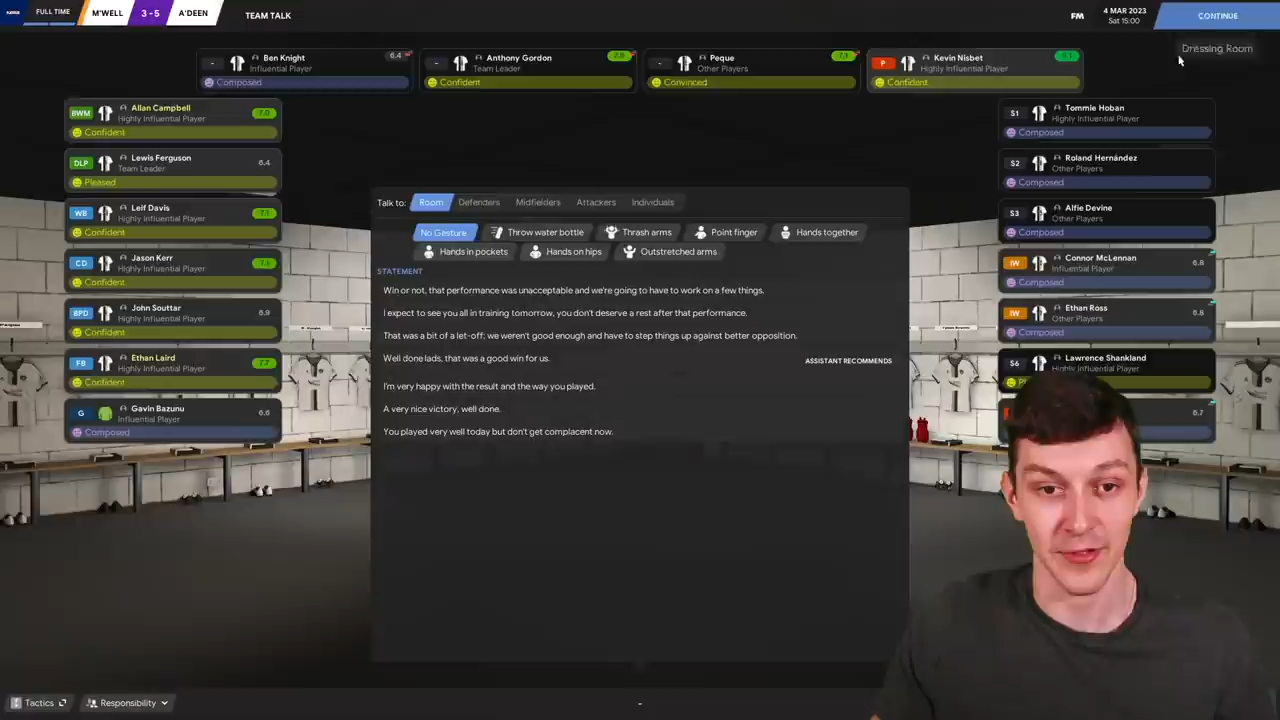 FULL TIME
M'WELL 3 - 5 A'DEEN
TEAM TALK
FM
4 MAR 2023
Sat 15:00
CONTINUE
Dressing Room
- Ben Knight 6.4
Influential Player
Composed
- Anthony Gordon
Team Leader
Confident
- Peque 7.1
Other Players
Convinced
P Kevin Nisbet 9.1
Highly Influential Player
Confident
BWM Allan Campbell 7.0
Highly Influential Player
Confident
DLP Lewis Ferguson 6.4
Team Leader
Pleased
WB Leif Davis 7.1
Highly Influential Player
Confident
CD Jason Kerr
Highly Influential Player
Confident
BPD John Souttar 6.9
Highly Influential Player
Confident
FB Ethan Laird 7.7
Highly Influential Player
Confident
G Gavin Bazunu 6.6
Influential Player
Composed
Talk to: Room Defenders Midfielders Attackers Individuals
No Gesture Throw water bottle Thrash arms Point finger Hands together
Hands in pockets Hands on hips Outstretched arms
STATEMENT
Win or not, that performance was unacceptable and we're going to have to work on a few things.
I expect to see you all in training tomorrow, you don't deserve a rest after that performance.
That was a bit of a let-off; we weren't good enough and have to step things up against better opposition.
Well done lads, that was a good win for us. ASSISTANT RECOMMENDS
I'm very happy with the result and the way you played.
A very nice victory, well done.
You played very well today but don't get complacent now.
S1 Tommie Hoban
Highly Influential Player
Composed
S2 Roland Hernández
Other Players
Composed
S3 Alfie Devine
Other Players
Composed
IW Connor McLennan 6.8
Influential Player
Composed
IW Ethan Ross 6.8
Other Players
Composed
S6 Lawrence Shankland
Highly Influential Player
6.7
Tactics
Responsibility
-